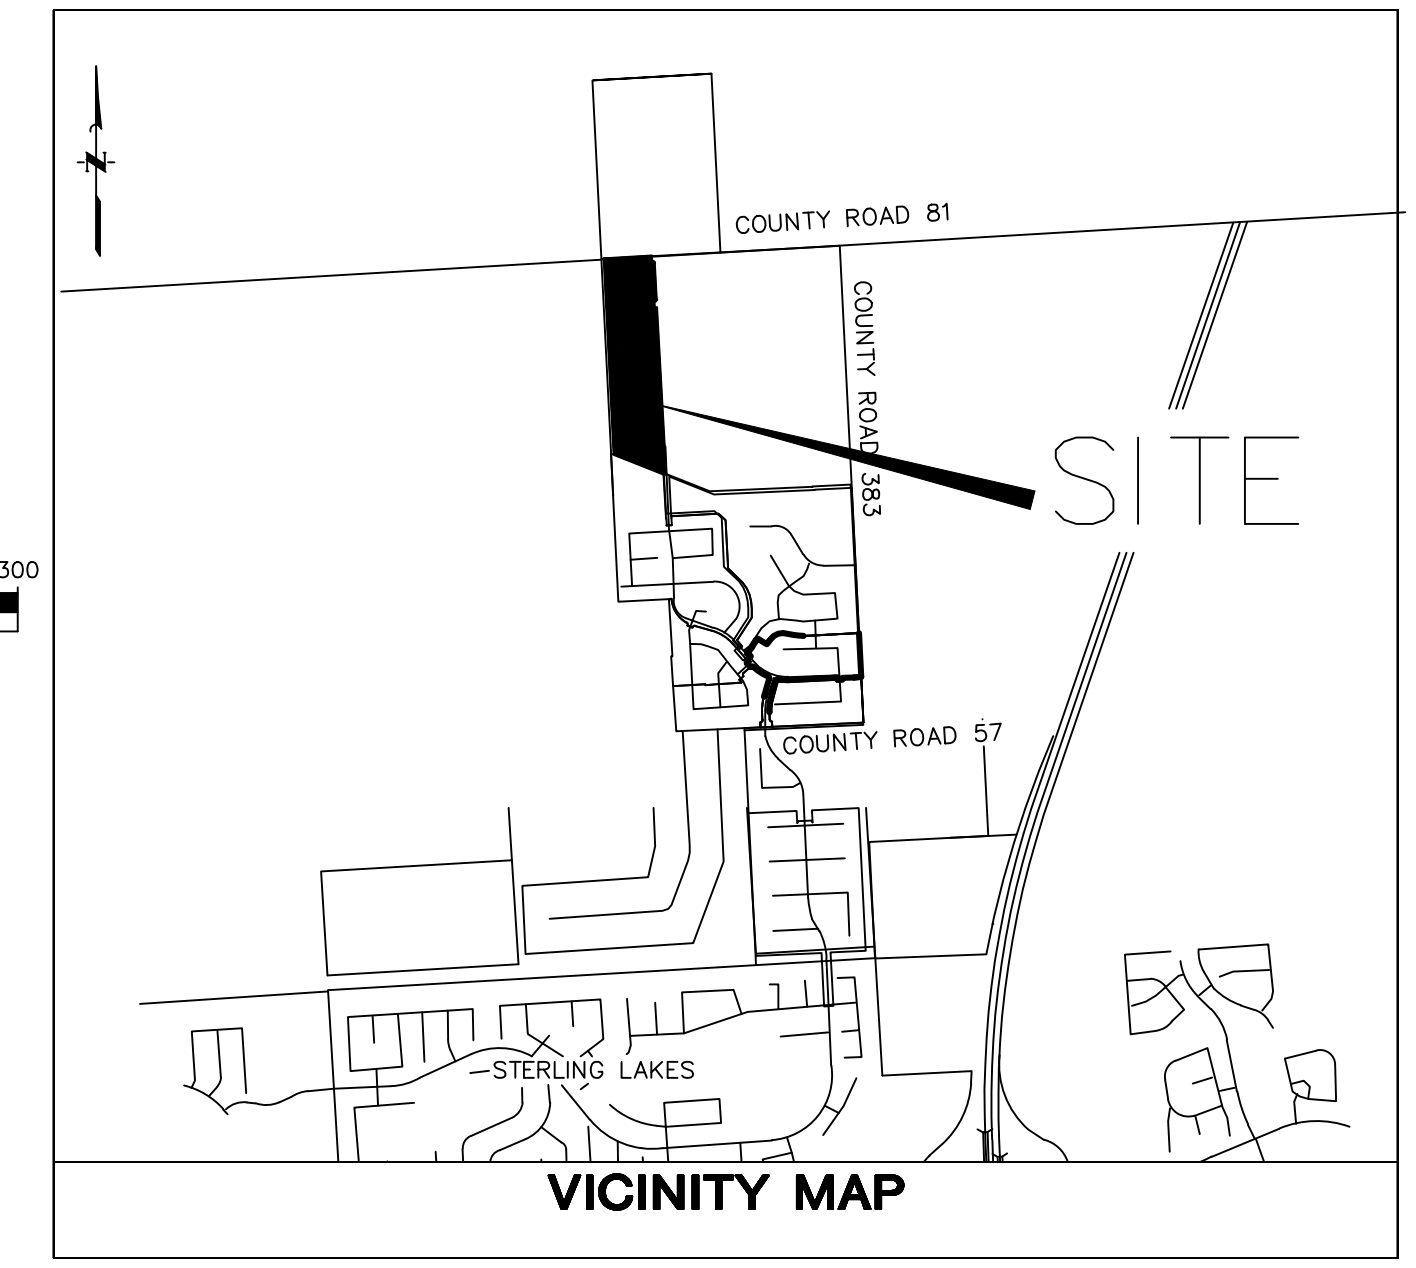 N
COUNTY ROAD 81
COUNTY ROAD 383
SITE
300
COUNTY ROAD 57
STERLING LAKES
VICINITY MAP